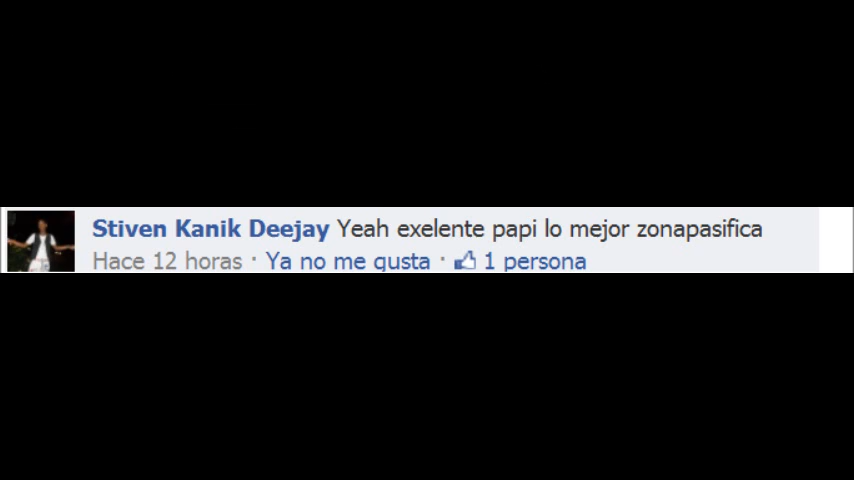 Stiven Kanik Deejay Yeah exelente papi lo mejor zonapasifica
Hace 12 horas · Ya no me gusta · 1 persona